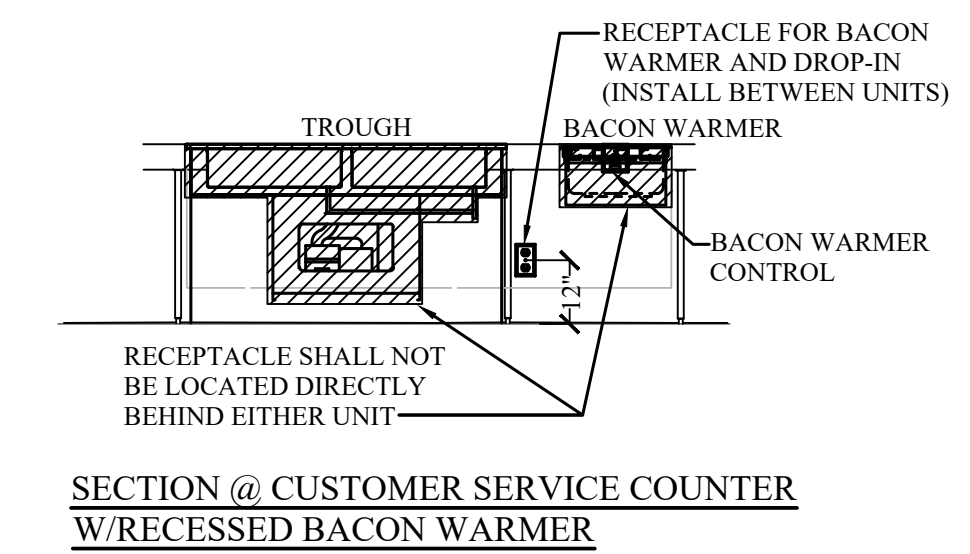 RECEPTACLE FOR BACON
WARMER AND DROP-IN
(INSTALL BETWEEN UNITS)
TROUGH
BACON WARMER
BACON WARMER
CONTROL
12"
RECEPTACLE SHALL NOT
BE LOCATED DIRECTLY
BEHIND EITHER UNIT
SECTION @ CUSTOMER SERVICE COUNTER
W/RECESSED BACON WARMER